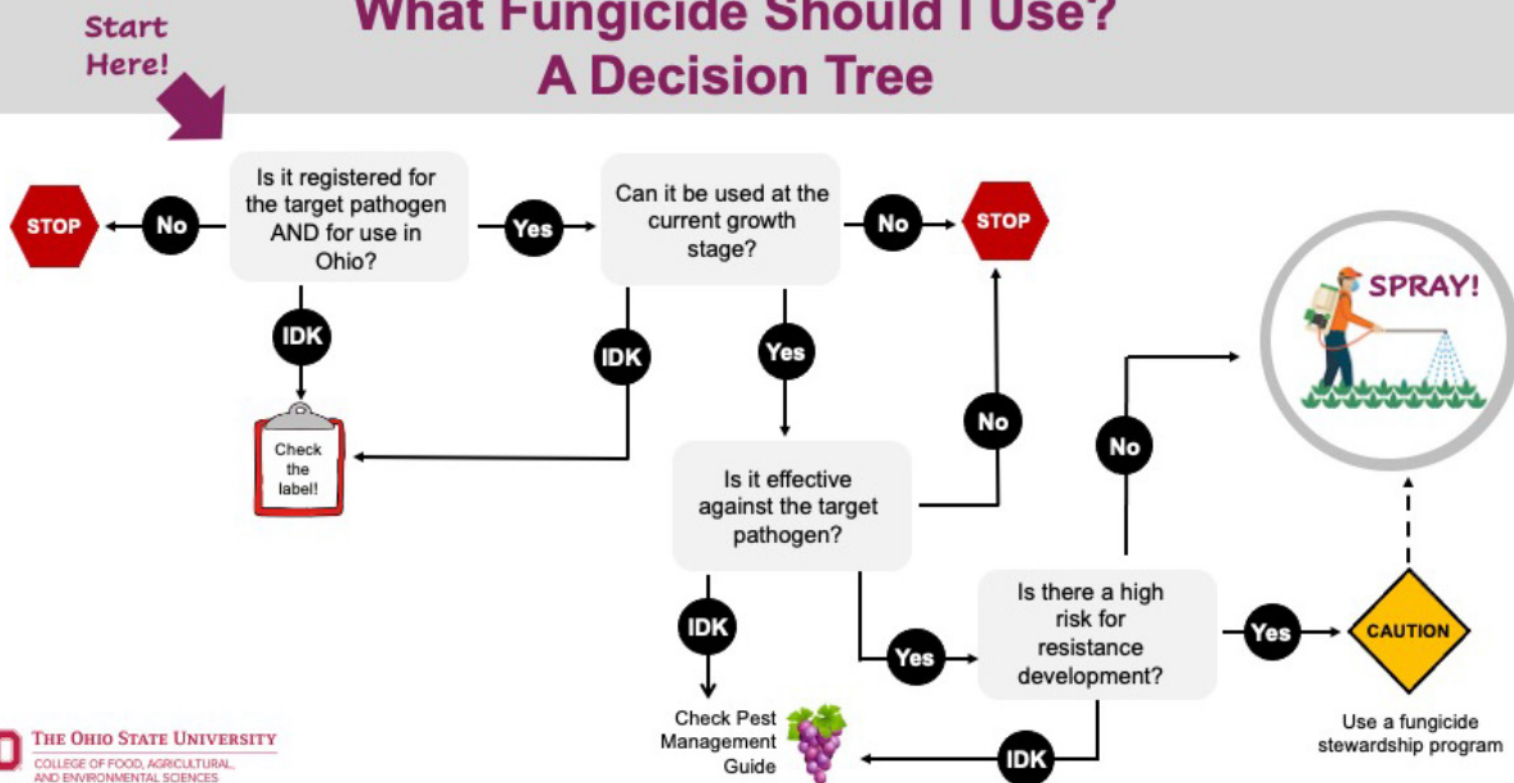 Start
Here!
What Fungicide Should I Use?
A Decision Tree
Is it registered for
the target pathogen
AND for use in
Ohio?
No
STOP
Yes
IDK
Check
the
label!
Can it be used at the
current growth
stage?
No
STOP
IDK
Yes
Is it effective
against the target
pathogen?
No
IDK
Check Pest
Management
Guide
Yes
Is there a high
risk for
resistance
development?
No
SPRAY!
Yes
CAUTION
Use a fungicide
stewardship program
IDK
THE OHIO STATE UNIVERSITY
COLLEGE OF FOOD, AGRICULTURAL,
AND ENVIRONMENTAL SCIENCES